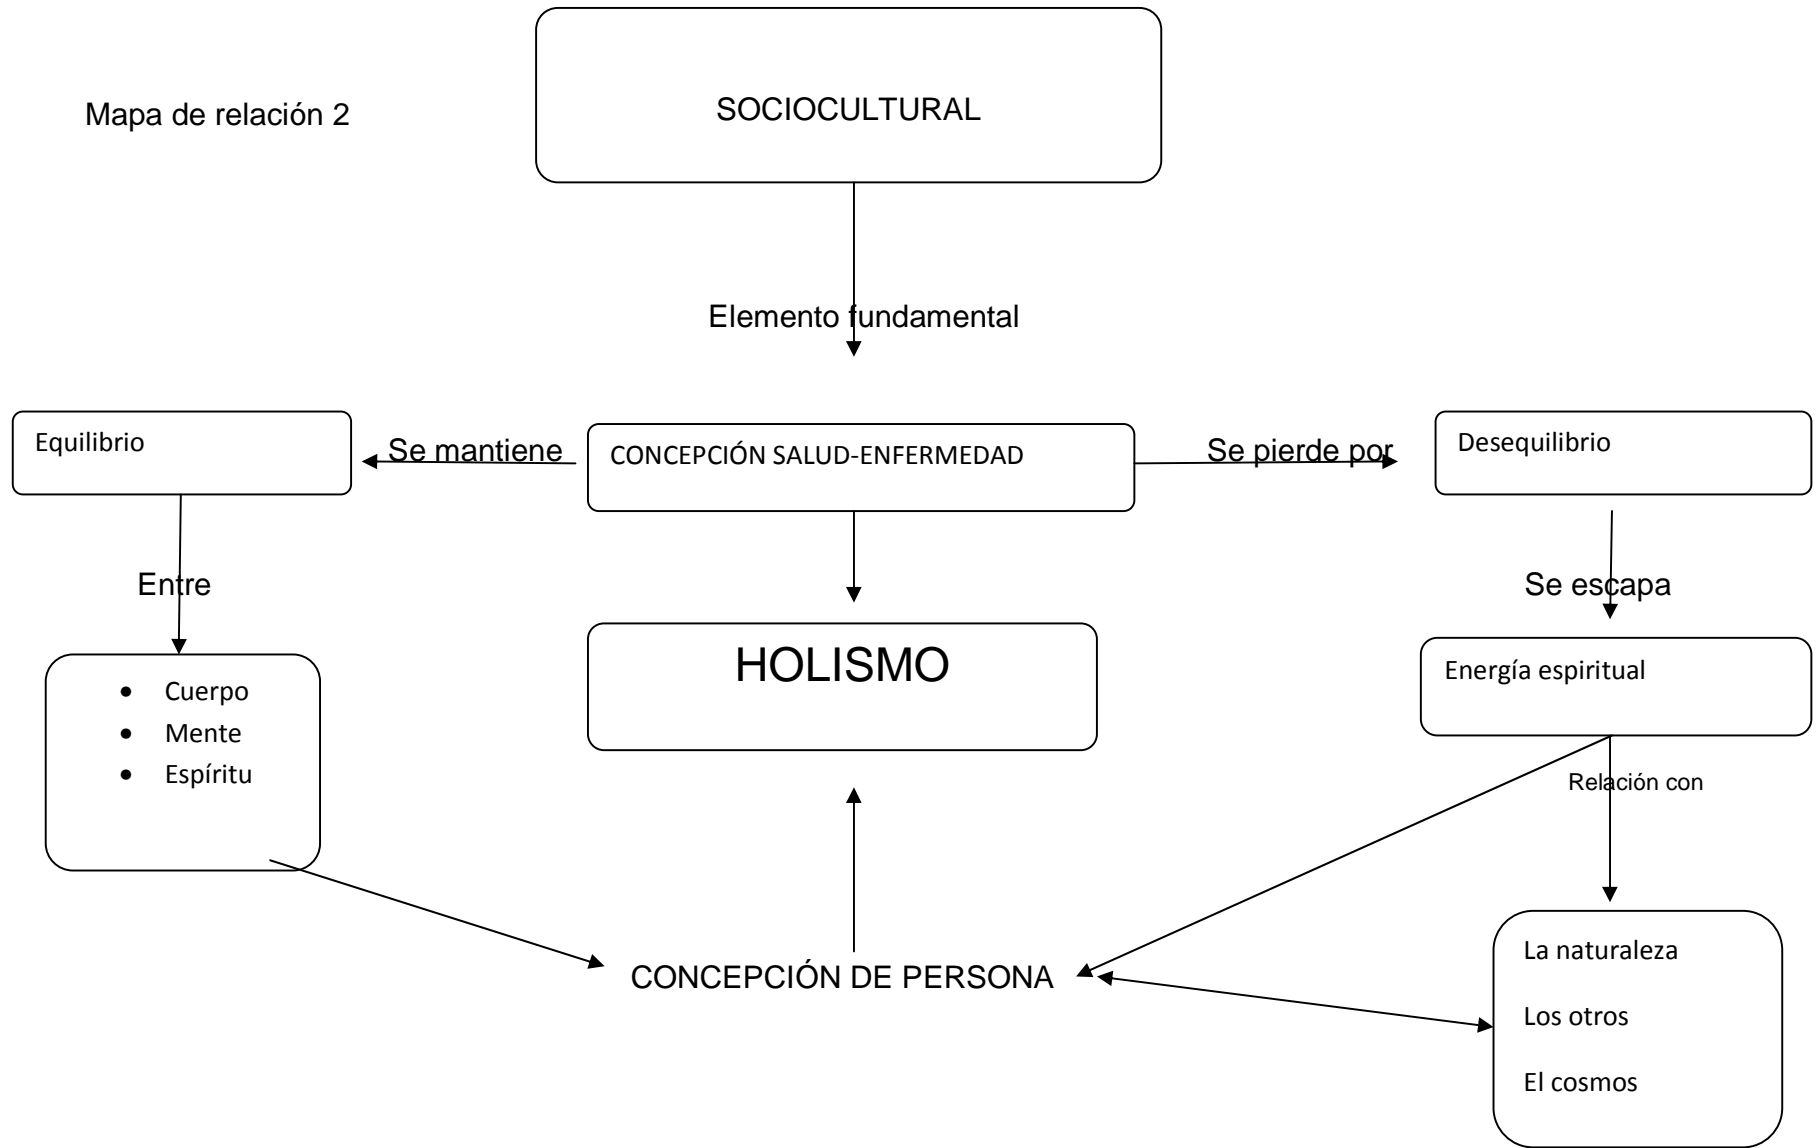 Mapa de relación 2
SOCIOCULTURAL
Elemento fundamental
Equilibrio
Se mantiene
CONCEPCIÓN SALUD-ENFERMEDAD
Se pierde por
Desequilibrio
Entre
Se escapa
• Cuerpo
• Mente
• Espíritu
HOLISMO
Energía espiritual
Relación con
CONCEPCIÓN DE PERSONA
La naturaleza
Los otros
El cosmos